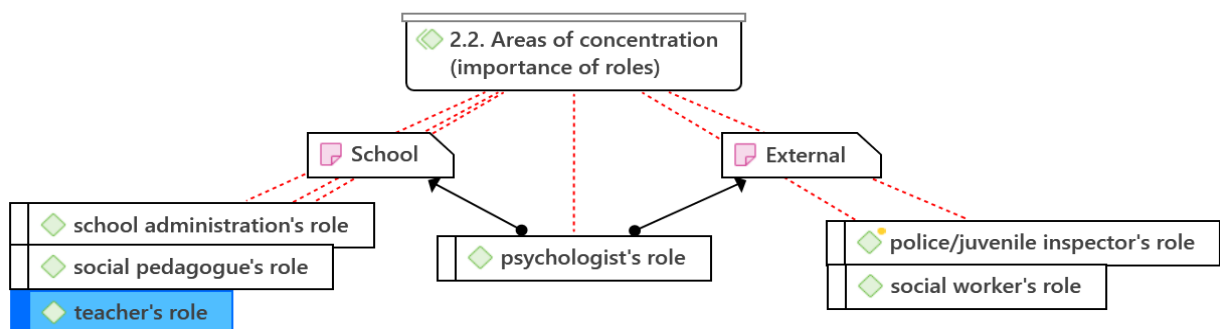 2.2. Areas of concentration
(importance of roles)
School
External
school administration's role
social pedagogue's role
teacher's role
psychologist's role
police/juvenile inspector's role
social worker's role